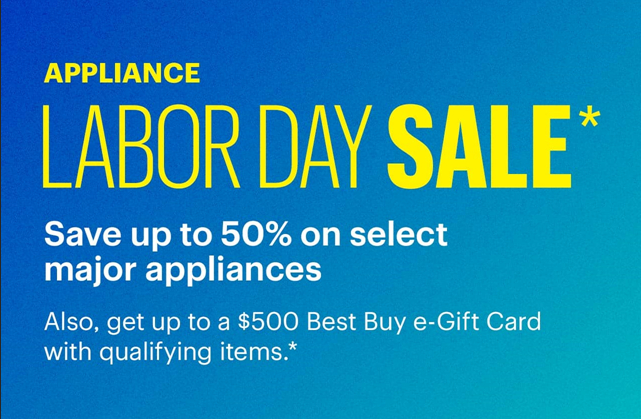 APPLIANCE
LABOR DAY SALE*
Save up to 50% on select
major appliances
Also, get up to a $500 Best Buy e-Gift Card
with qualifying items.*